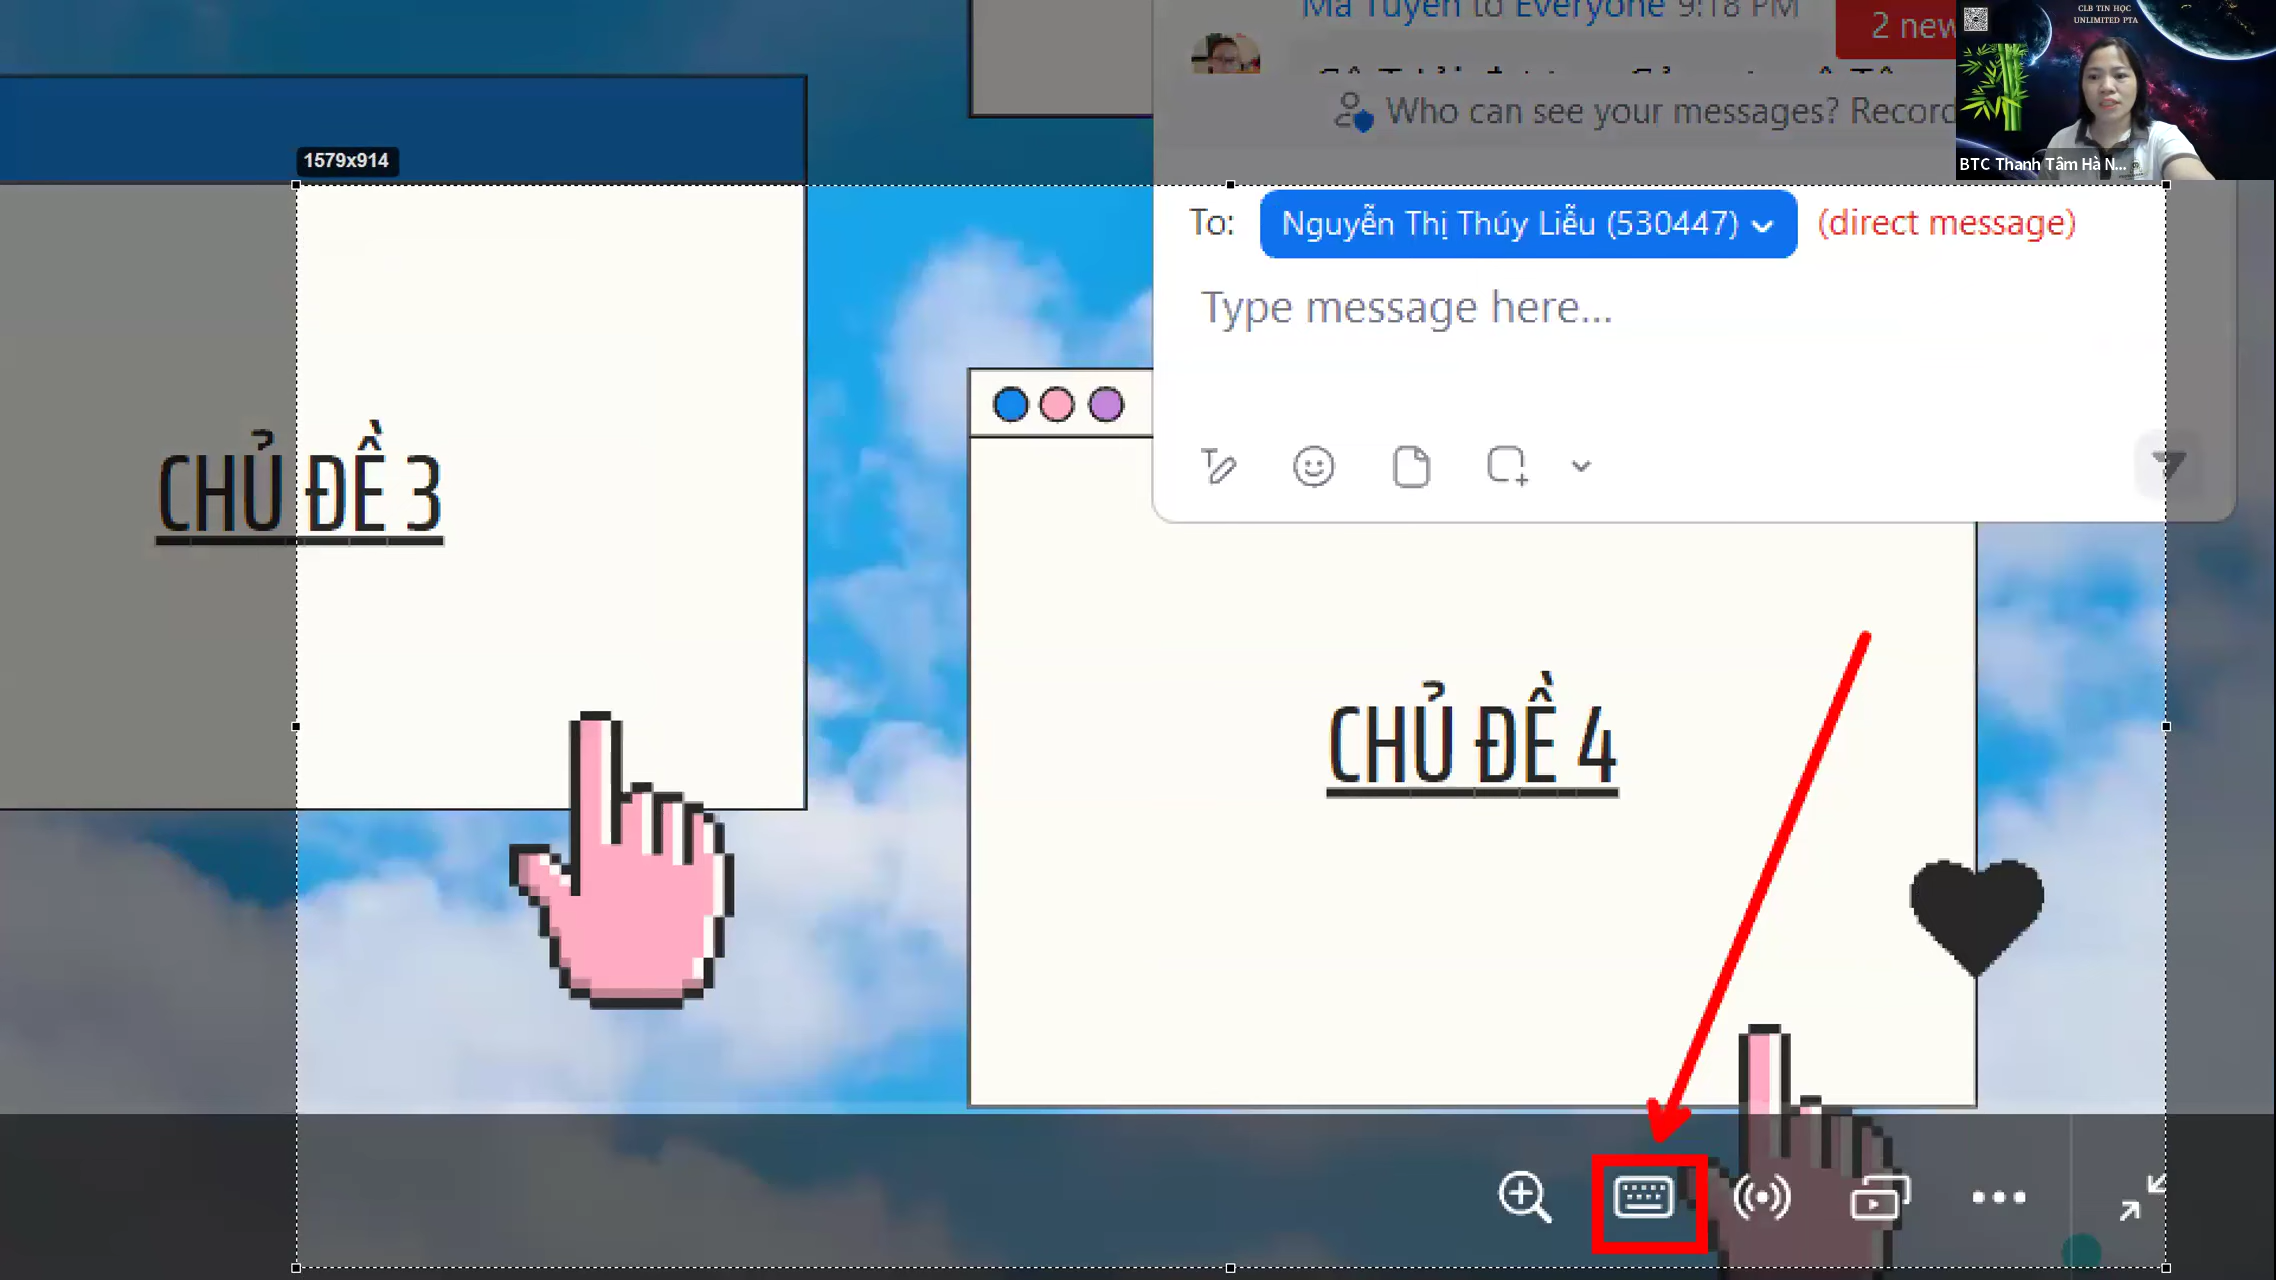 Ma Tuyến to Everyone 9:18 PM
2 new
CLB TIN HỌC
UNLIMITED PTA
Who can see your messages? Record
BTC Thanh Tâm Hà N...
1579x914
To: Nguyễn Thị Thúy Liễu (530447) (direct message)
Type message here...
CHỦ ĐỀ 3
CHỦ ĐỀ 4